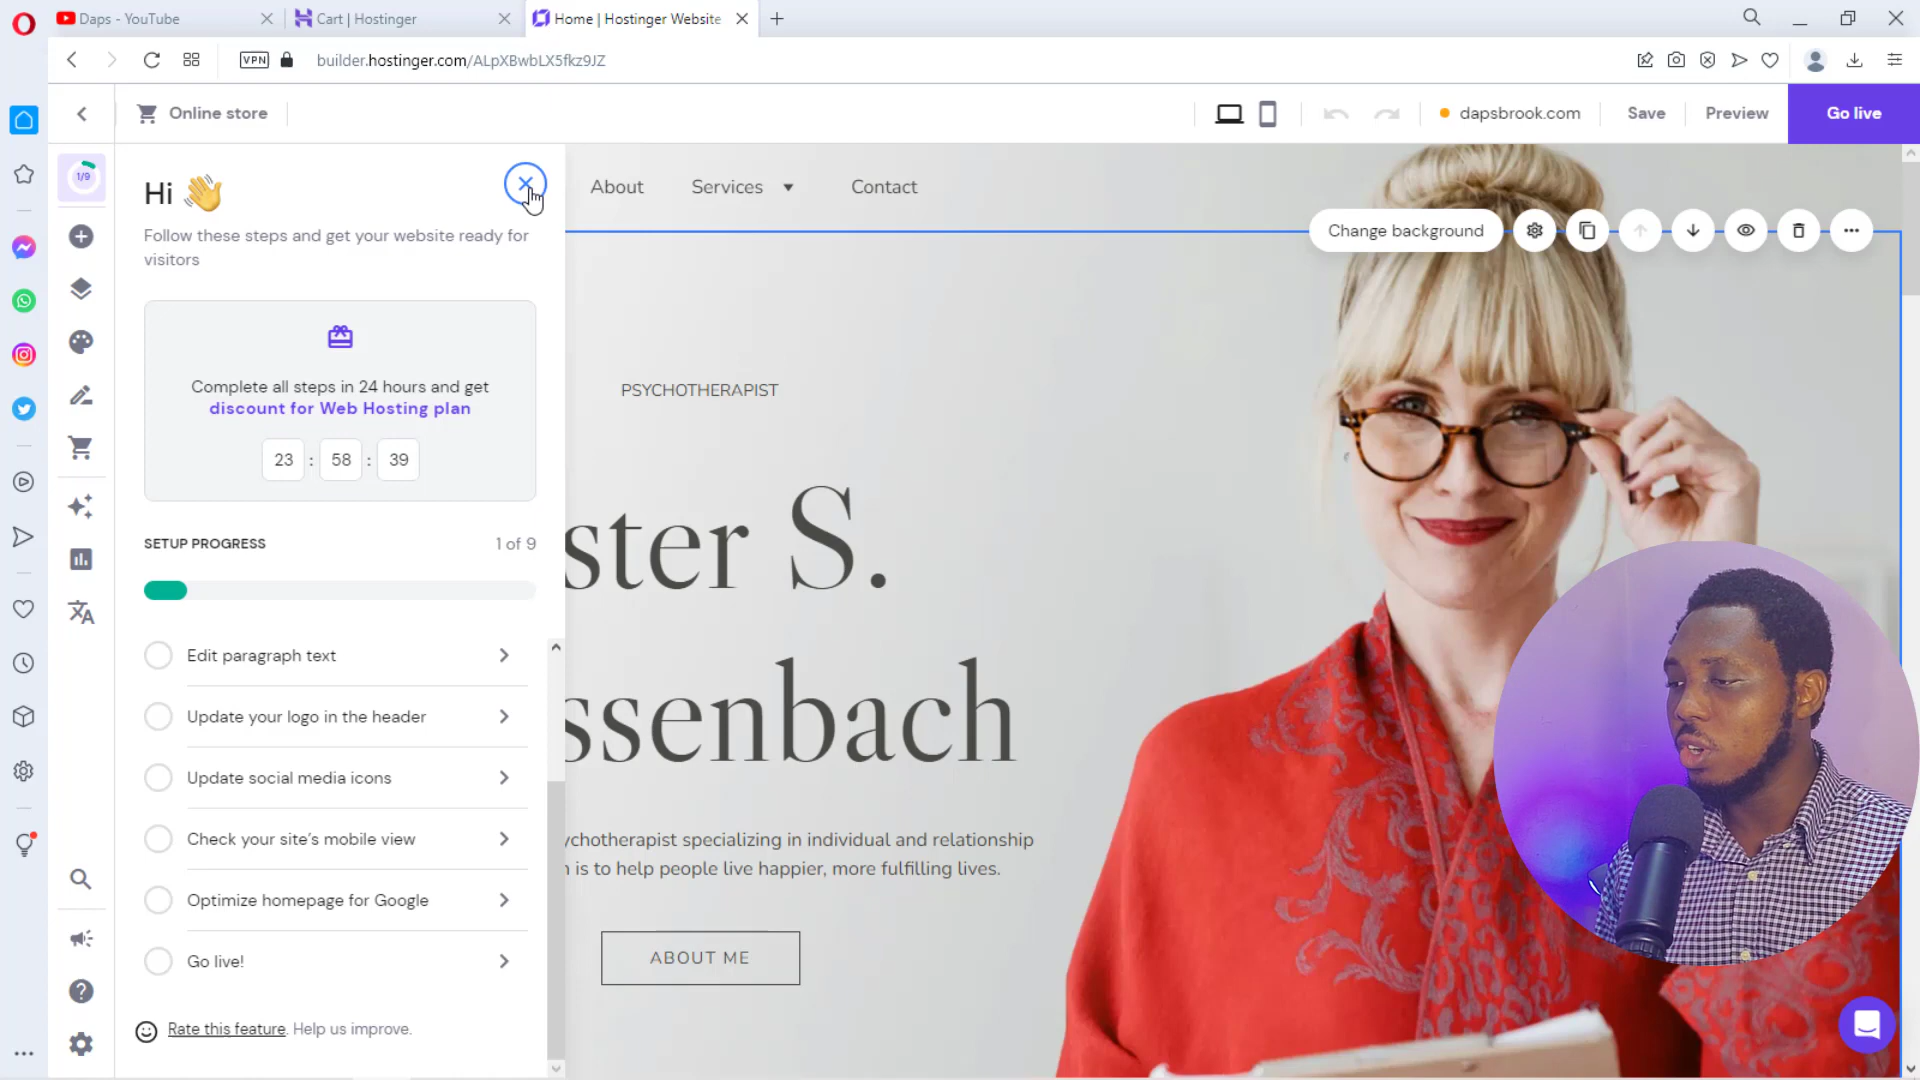 Daps - YouTube
Cart | Hostinger
Home | Hostinger Website
VPN
builder.hostinger.com/ALpXBwbLX5fkz9JZ
Online store
dapsbrook.com
Save
Preview
Go live
1/9
Hi 👋
Follow these steps and get your website ready for
visitors
Complete all steps in 24 hours and get
discount for Web Hosting plan
23 : 58 : 39
SETUP PROGRESS
1 of 9
Edit paragraph text
Update your logo in the header
Update social media icons
Check your site's mobile view
Optimize homepage for Google
Go live!
Rate this feature. Help us improve.
About
Services
Contact
Change background
PSYCHOTHERAPIST
ster S.
ssenbach
ychotherapist specializing in individual and relationship
is to help people live happier, more fulfilling lives.
ABOUT ME